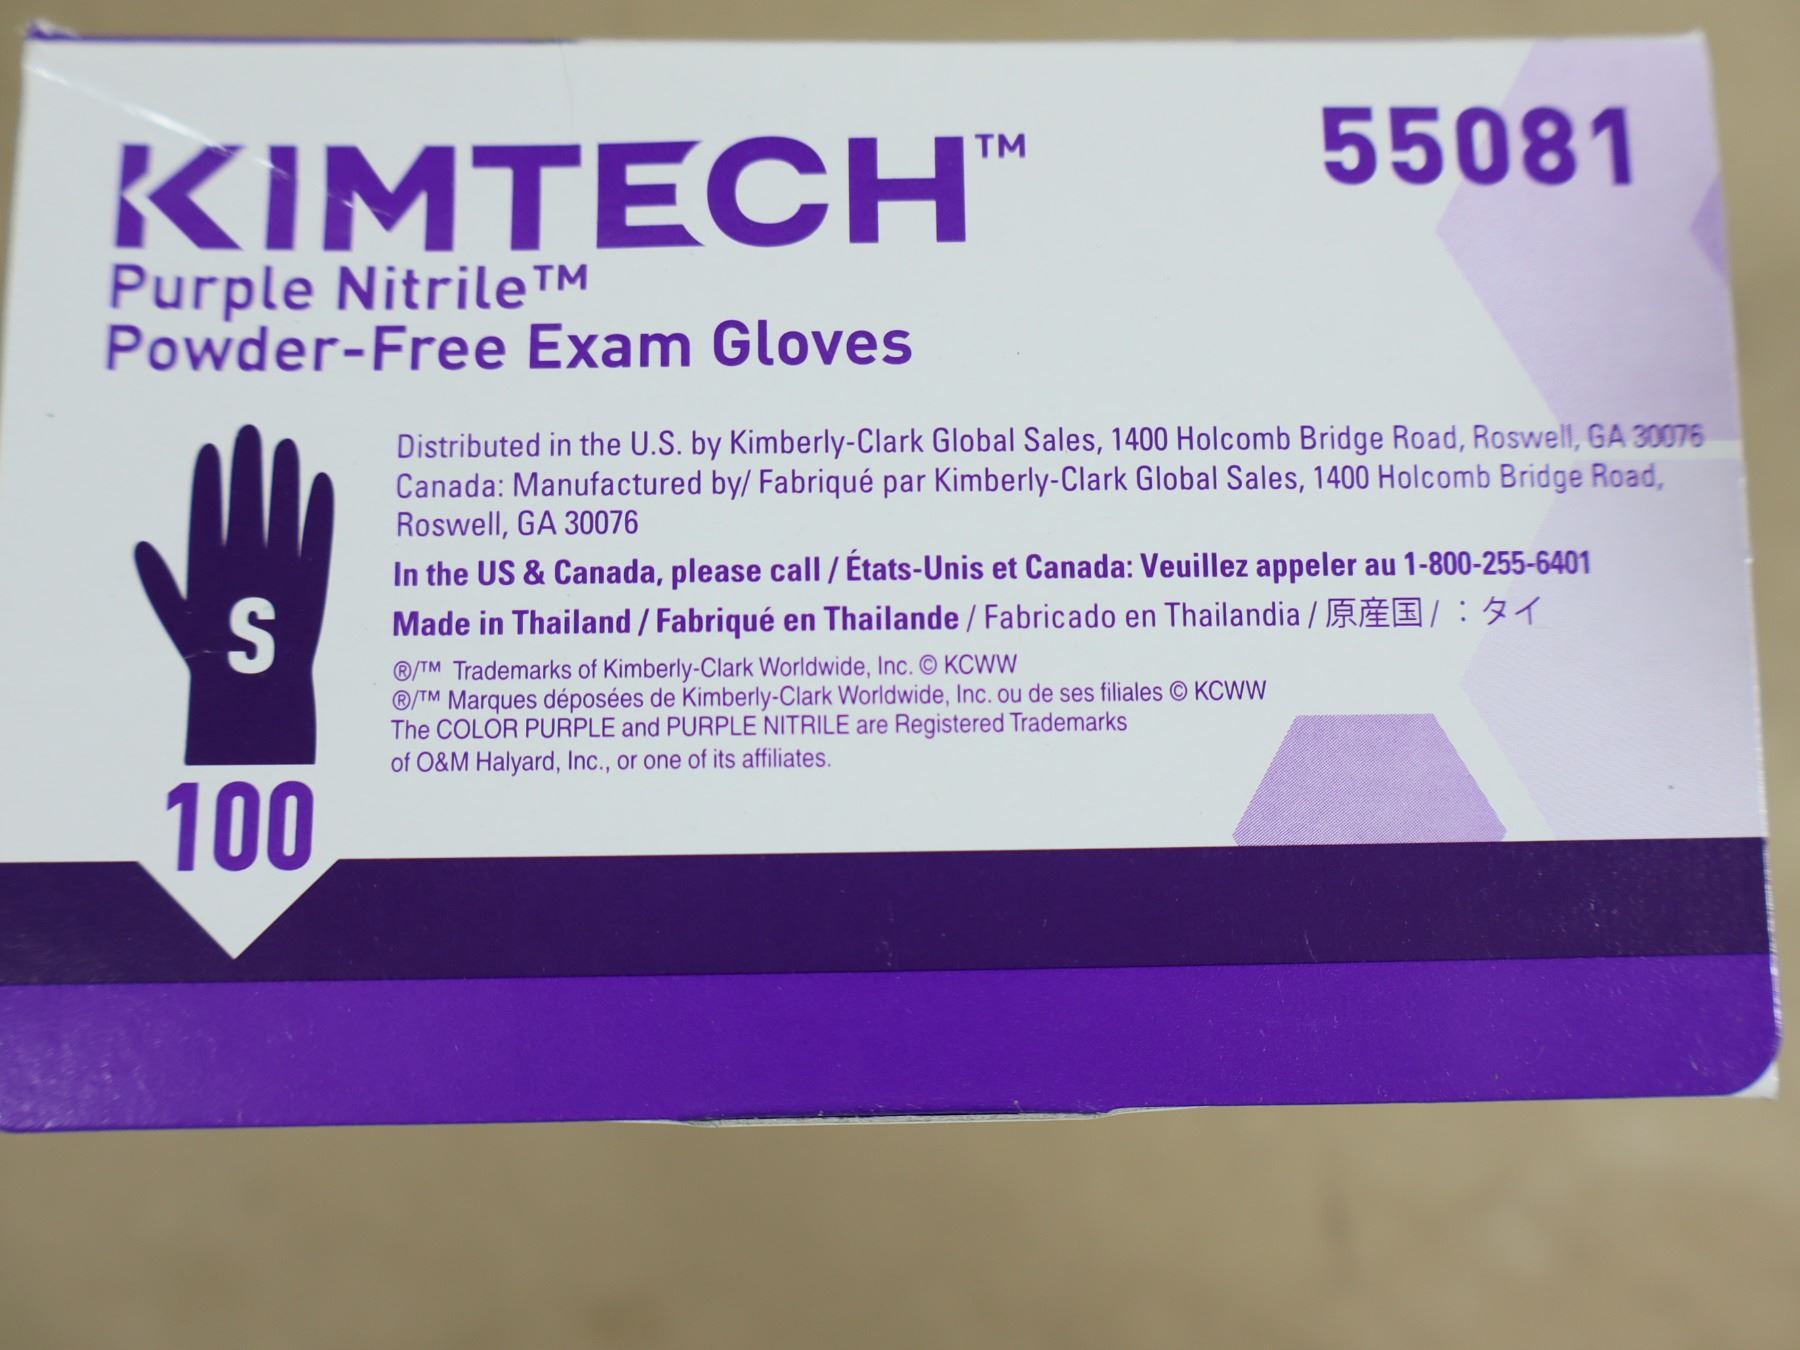 KIMTECH™
55081
Purple Nitrile™
Powder-Free Exam Gloves
Distributed in the U.S. by Kimberly-Clark Global Sales, 1400 Holcomb Bridge Road, Roswell, GA 30076
Canada: Manufactured by/ Fabriqué par Kimberly-Clark Global Sales, 1400 Holcomb Bridge Road,
Roswell, GA 30076
In the US & Canada, please call / États-Unis et Canada: Veuillez appeler au 1-800-255-6401
Made in Thailand / Fabriqué en Thailande / Fabricado en Thailandia / 原産国 / : タイ
®/™ Trademarks of Kimberly-Clark Worldwide, Inc. © KCWW
®/™ Marques déposées de Kimberly-Clark Worldwide, Inc. ou de ses filiales © KCWW
The COLOR PURPLE and PURPLE NITRILE are Registered Trademarks
of O&M Halyard, Inc., or one of its affiliates.
S
100